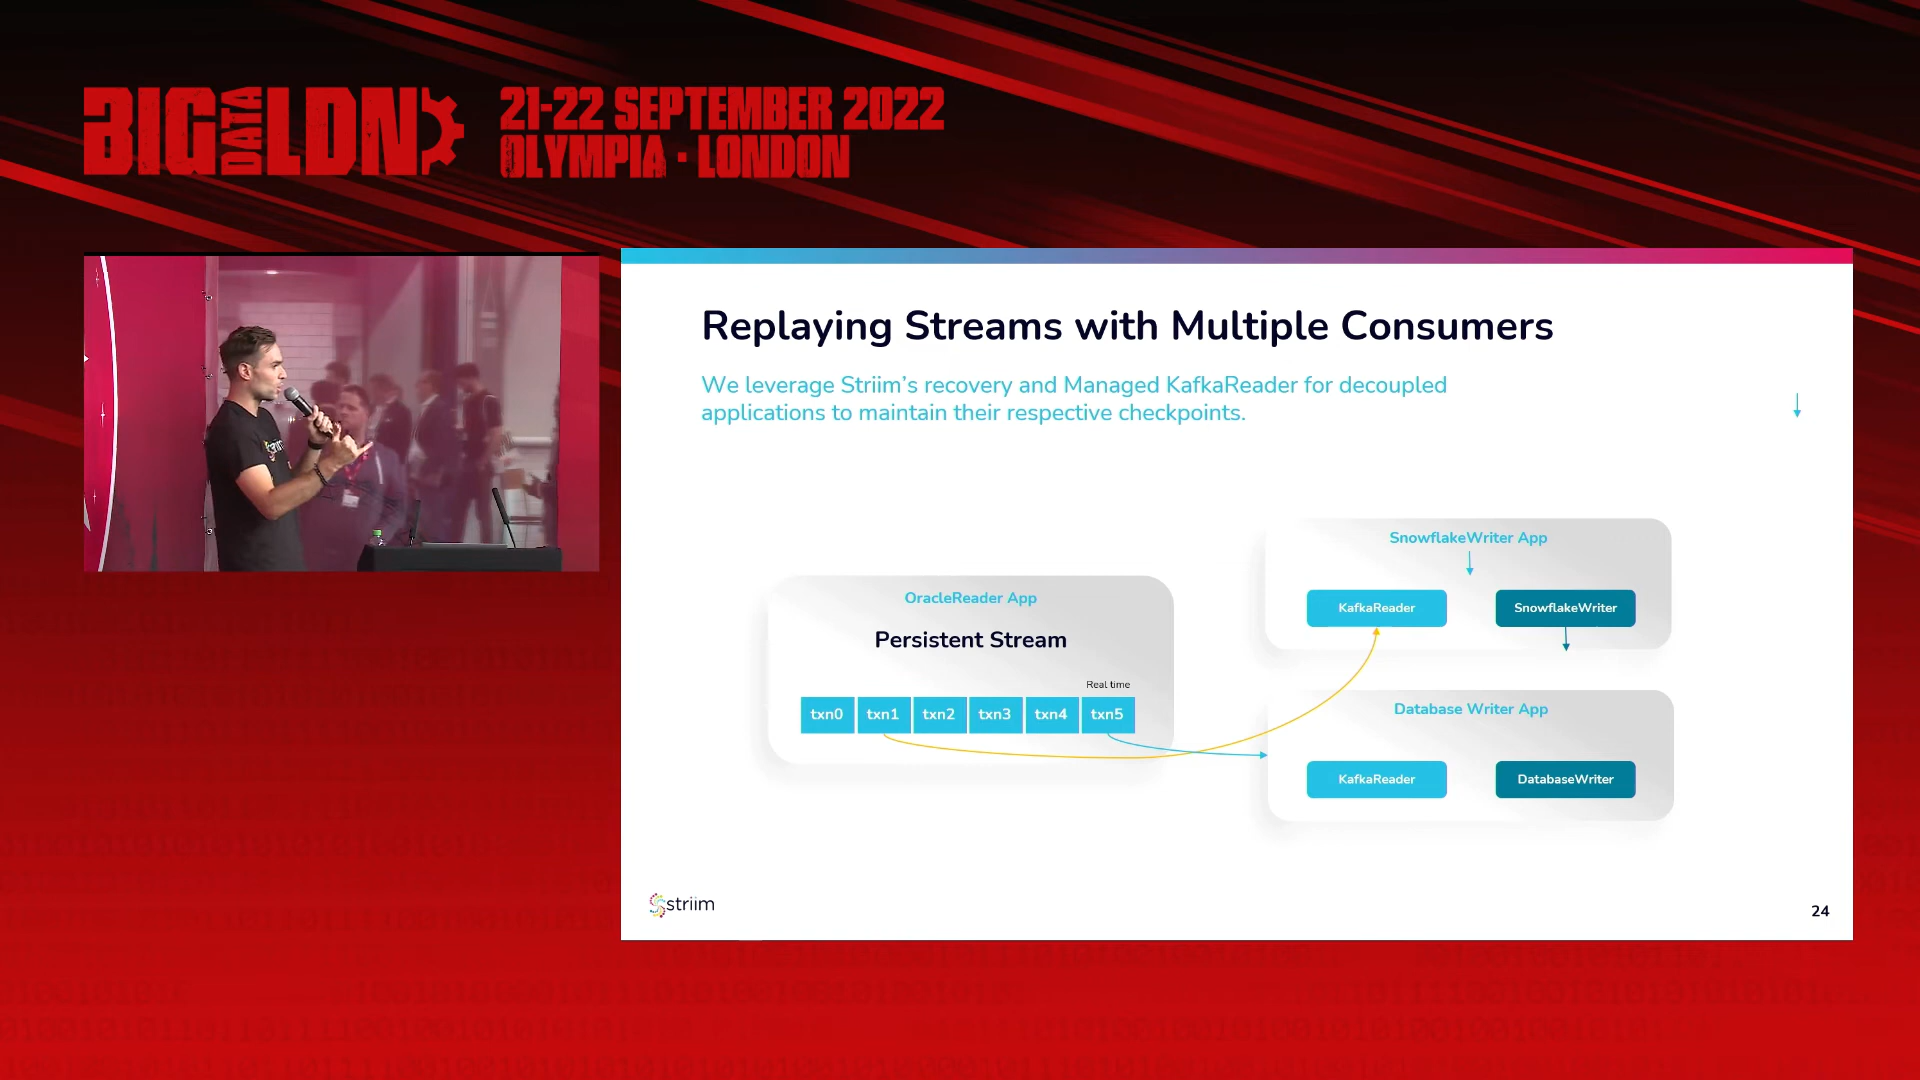 BIG DATA LDN
21-22 SEPTEMBER 2022
OLYMPIA · LONDON
Replaying Streams with Multiple Consumers
We leverage Striim's recovery and Managed KafkaReader for decoupled
applications to maintain their respective checkpoints.
OracleReader App
Persistent Stream
Real time
txn0 txn1 txn2 txn3 txn4 txn5
SnowflakeWriter App
KafkaReader SnowflakeWriter
Database Writer App
KafkaReader DatabaseWriter
striim
24